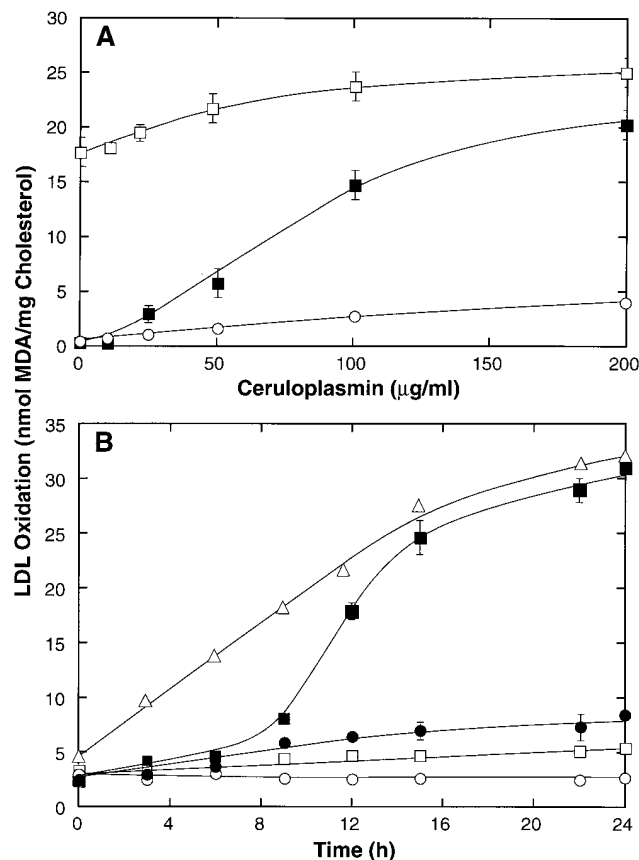 A
30
25
20
15
10
5
0
0 50 100 150 200
Ceruloplasmin (μg/ml)
LDL Oxidation (nmol MDA/mg Cholesterol)
B
35
30
25
20
15
10
5
0
0 4 8 12 16 20 24
Time (h)